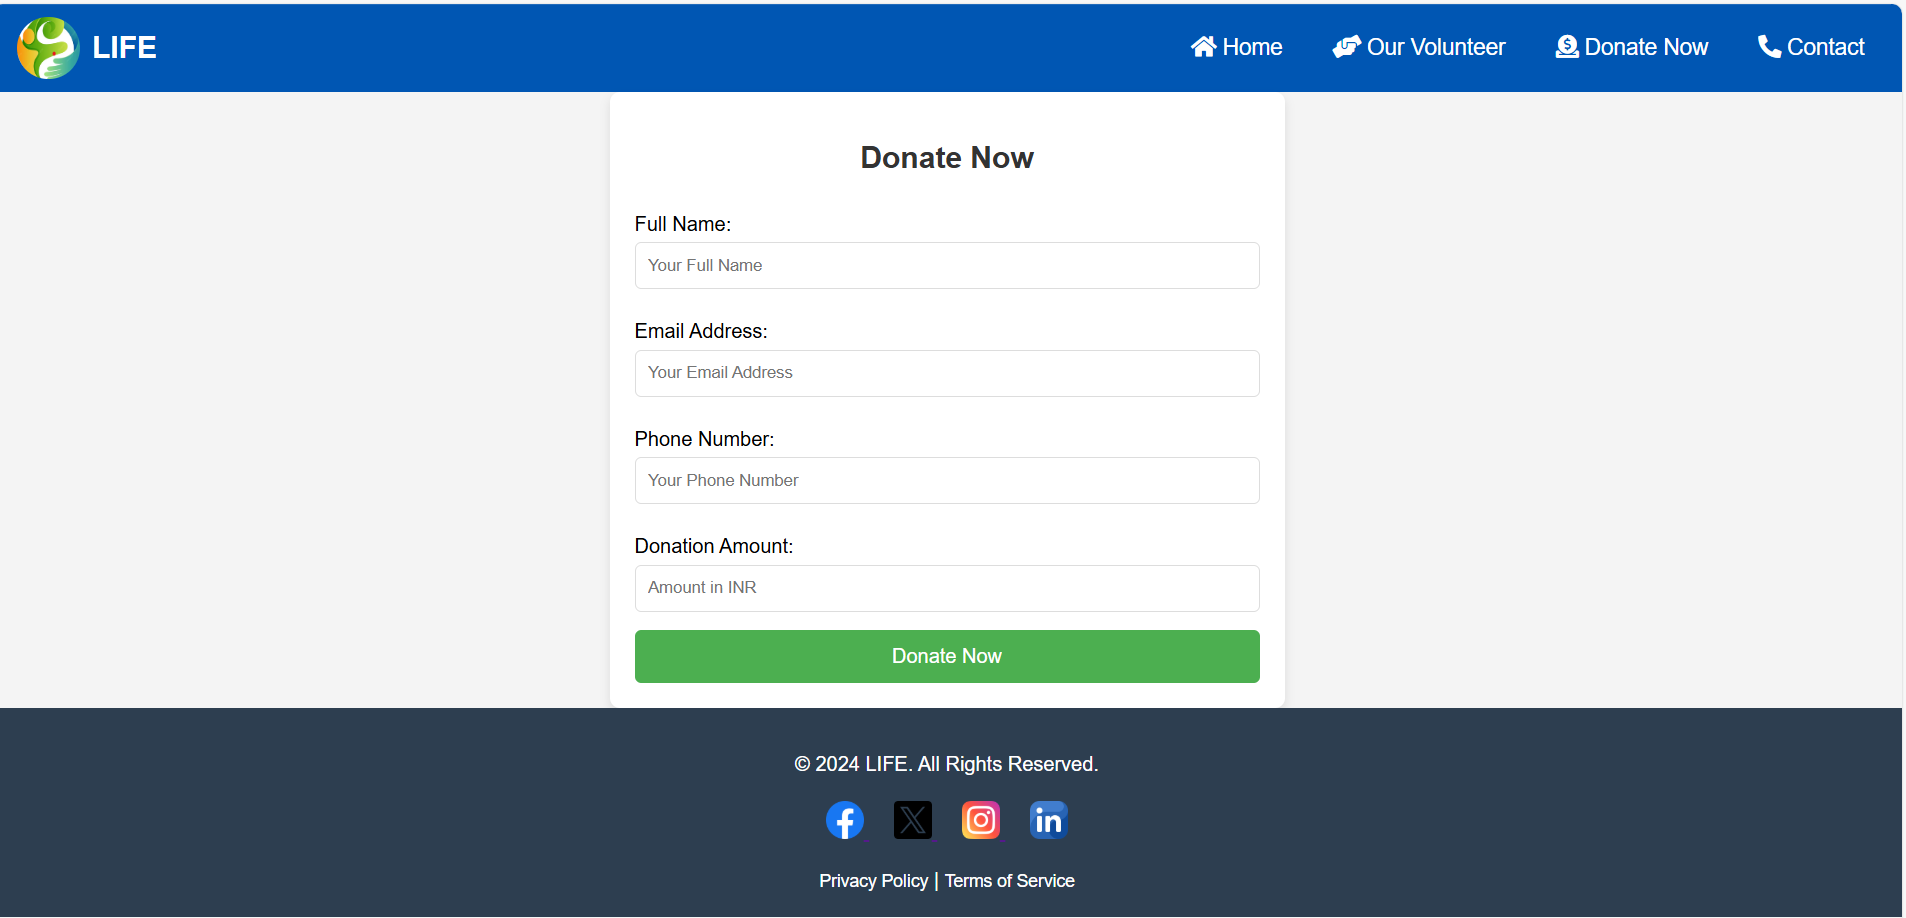 LIFE
Home Our Volunteer Donate Now Contact
Donate Now
Full Name:
Your Full Name
Email Address:
Your Email Address
Phone Number:
Your Phone Number
Donation Amount:
Amount in INR
Donate Now
© 2024 LIFE. All Rights Reserved.
Privacy Policy | Terms of Service